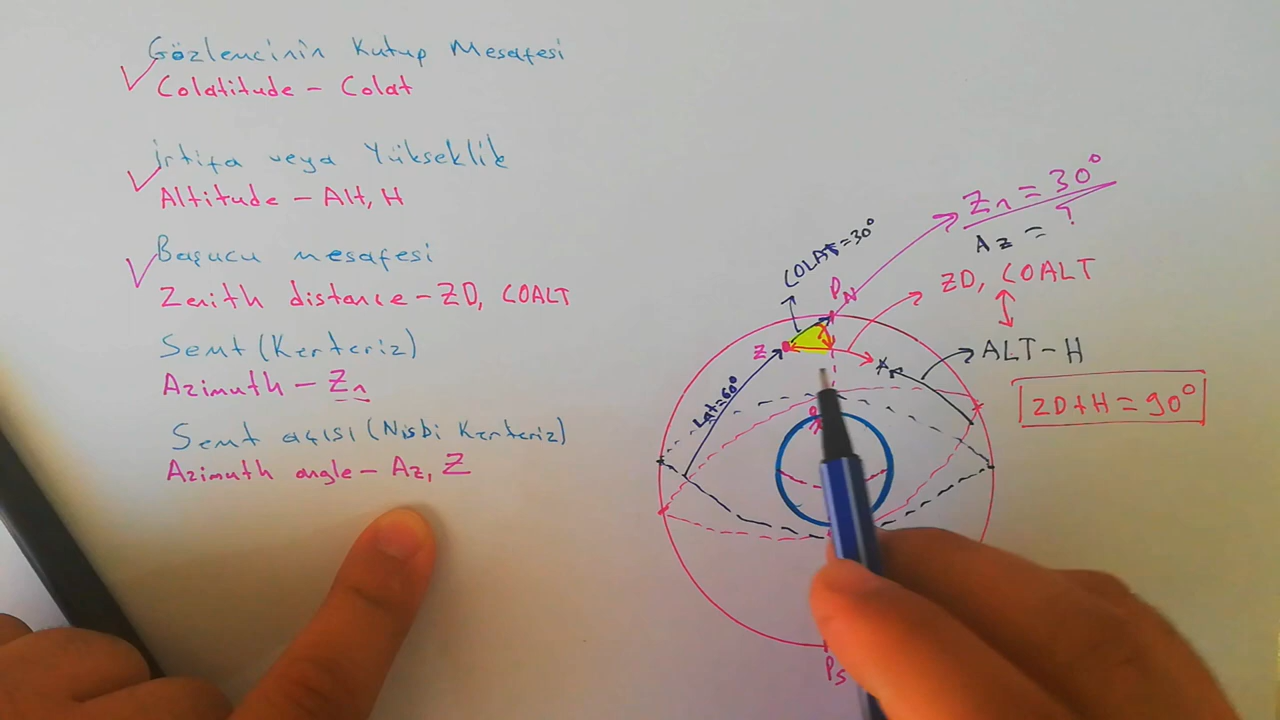 Gözlemcinin Kutup Mesafesi
Colatitude - Colat
İrtifa veya Yükseklik
Altitude - Alt, H
Başucu mesafesi
Zenith distance - ZD, COALT
Semt (Kerteriz)
Azimuth - Zn
Semt açısı (Nisbi Kerteriz)
Azimuth angle - Az, Z
Zn = 30°
Az = ?
COLAT = 30°
PN
ZD, COALT
Z
ALT - H
Lat = 60°
ZD + H = 90°
Ps